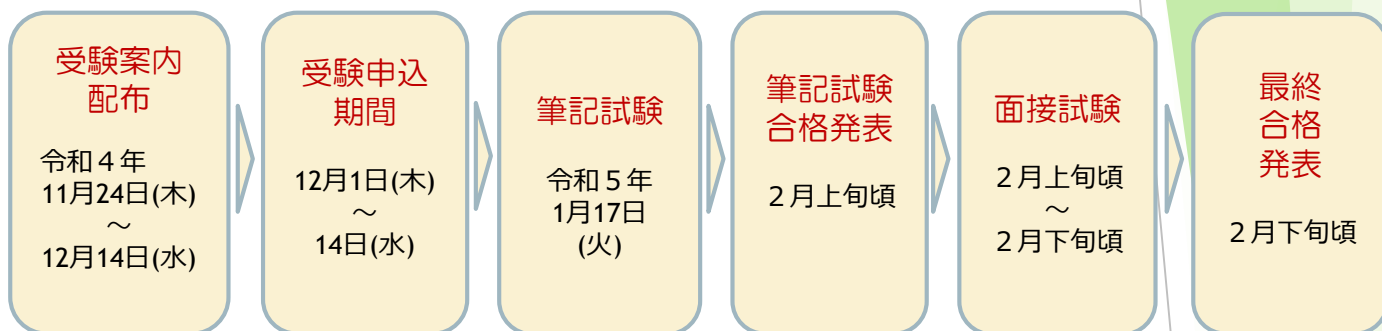 受験案内
配布
令和４年
11月24日(木)
～
12月14日(水)
受験申込
期間
12月1日(木)
～
14日(水)
筆記試験
令和５年
1月17日
(火)
筆記試験
合格発表
２月上旬頃
面接試験
２月上旬頃
～
２月下旬頃
最終
合格
発表
２月下旬頃